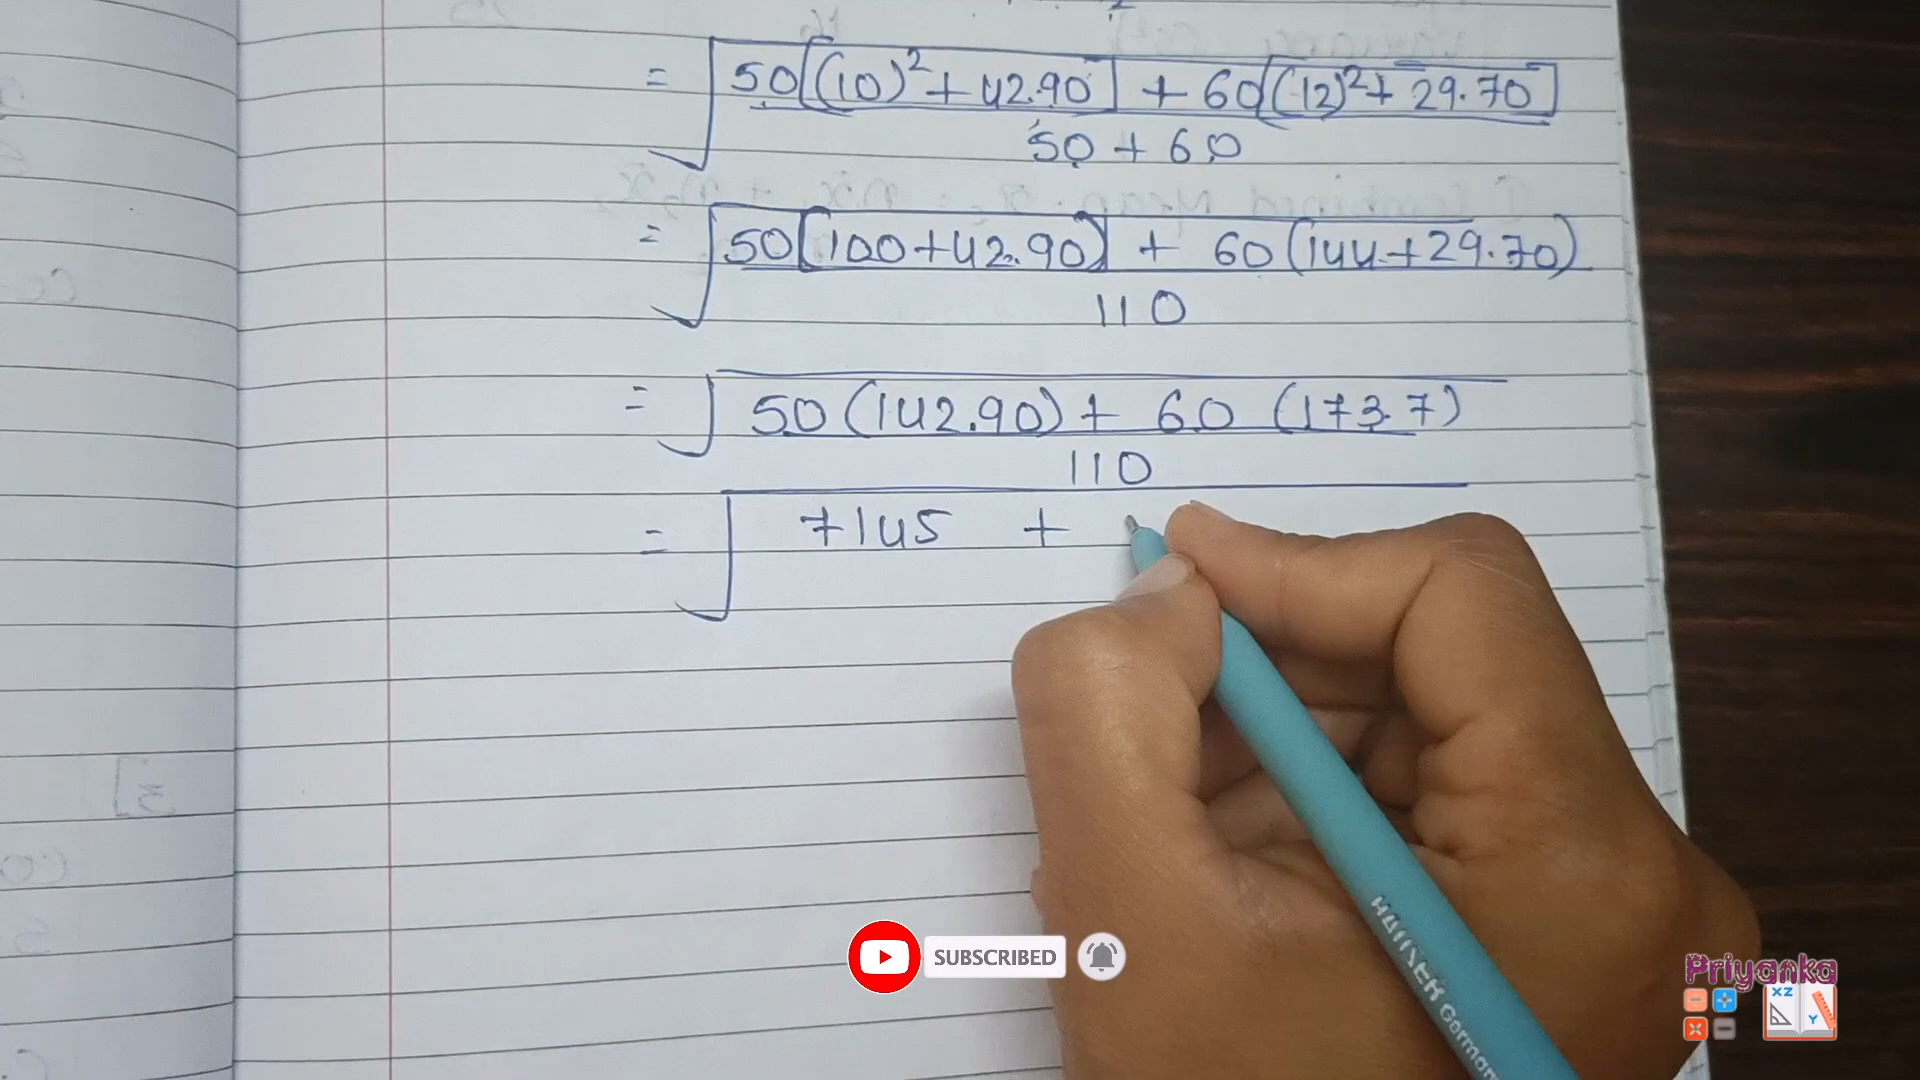 = √50[(10)²+42.90] + 60[(12)²+29.70]
50+60
= √50[100+42.90] + 60(144+29.70)
110
= √50(142.90)+ 60 (173.7)
110
= √7145 +
SUBSCRIBED
Priyanka
XZ
Y